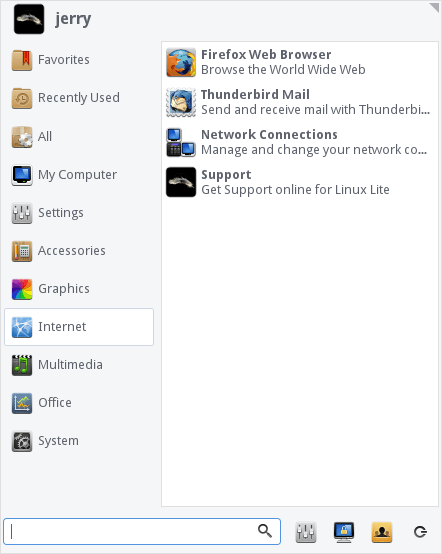 jerry
Favorites
Recently Used
All
My Computer
Settings
Accessories
Graphics
Internet
Multimedia
Office
System
Firefox Web Browser
Browse the World Wide Web
Thunderbird Mail
Send and receive mail with Thunderbi...
Network Connections
Manage and change your network co...
Support
Get Support online for Linux Lite